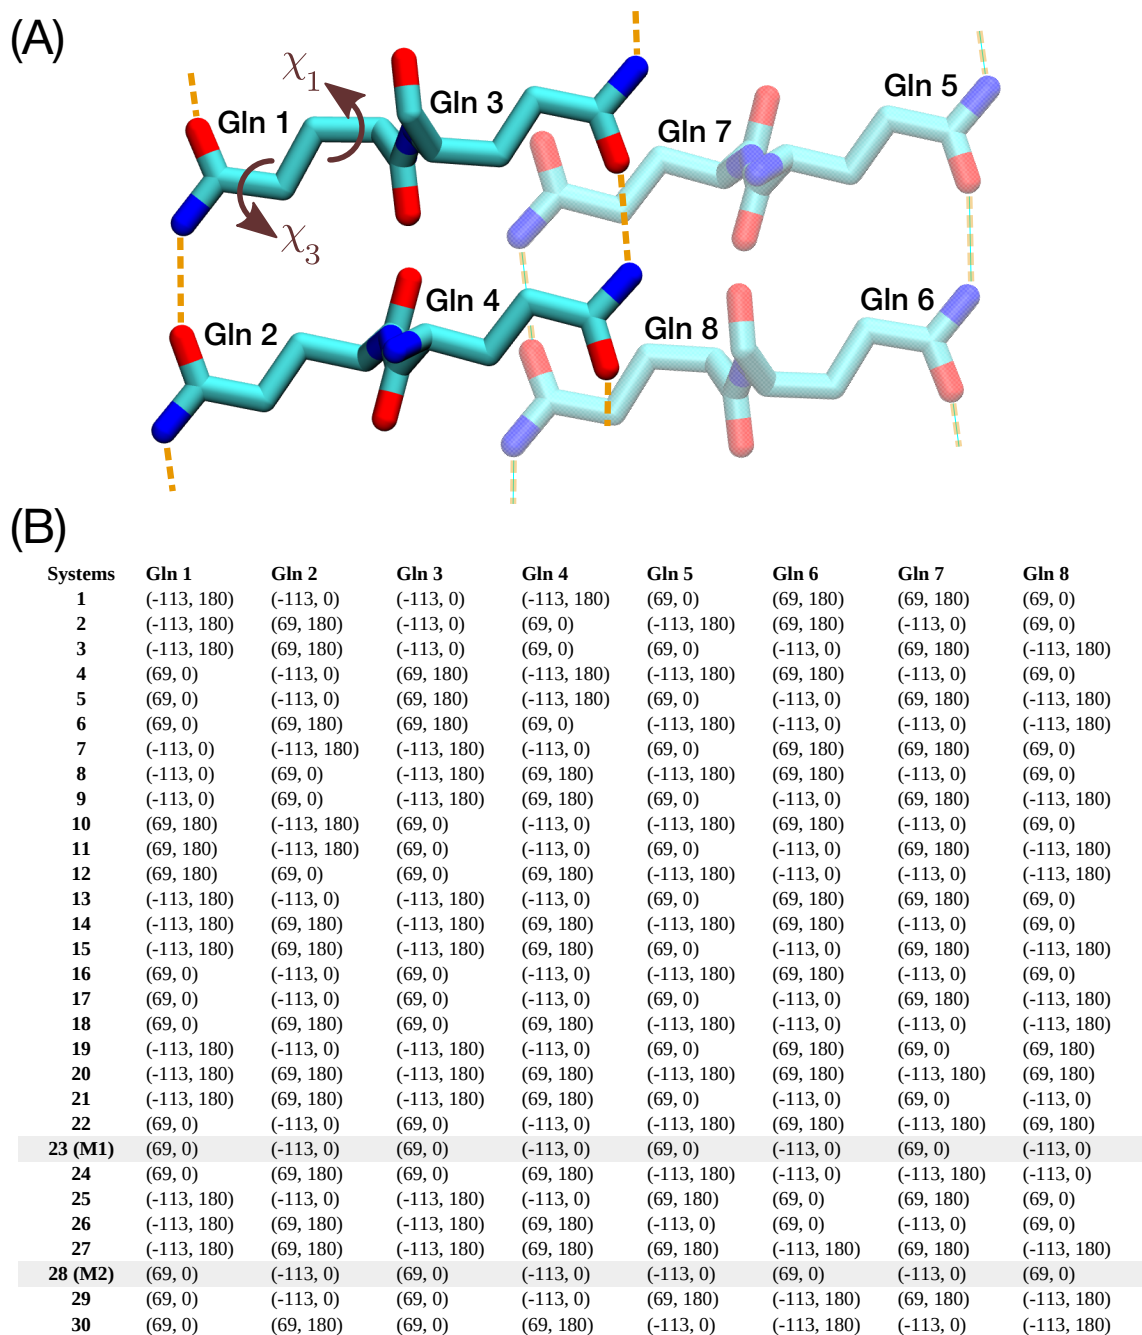 (A)
χ1
Gln 1
Gln 3
Gln 5
Gln 7
χ3
Gln 2
Gln 4
Gln 6
Gln 8
(B)
Systems Gln 1 Gln 2 Gln 3 Gln 4 Gln 5 Gln 6 Gln 7 Gln 8
1 (-113, 180) (-113, 0) (-113, 0) (-113, 180) (69, 0) (69, 180) (69, 180) (69, 0)
2 (-113, 180) (69, 180) (-113, 0) (69, 0) (-113, 180) (69, 180) (-113, 0) (69, 0)
3 (-113, 180) (69, 180) (-113, 0) (69, 0) (69, 0) (-113, 0) (69, 180) (-113, 180)
4 (69, 0) (-113, 0) (69, 180) (-113, 180) (-113, 180) (69, 180) (-113, 0) (69, 0)
5 (69, 0) (-113, 0) (69, 180) (-113, 180) (69, 0) (-113, 0) (69, 180) (-113, 180)
6 (69, 0) (69, 180) (69, 180) (69, 0) (-113, 180) (-113, 0) (-113, 0) (-113, 180)
7 (-113, 0) (-113, 180) (-113, 180) (-113, 0) (69, 0) (69, 180) (69, 180) (69, 0)
8 (-113, 0) (69, 0) (-113, 180) (69, 180) (-113, 180) (69, 180) (-113, 0) (69, 0)
9 (-113, 0) (69, 0) (-113, 180) (69, 180) (69, 0) (-113, 0) (69, 180) (-113, 180)
10 (69, 180) (-113, 180) (69, 0) (-113, 0) (-113, 180) (69, 180) (-113, 0) (69, 0)
11 (69, 180) (-113, 180) (69, 0) (-113, 0) (69, 0) (-113, 0) (69, 180) (-113, 180)
12 (69, 180) (69, 0) (69, 0) (69, 180) (-113, 180) (-113, 0) (-113, 0) (-113, 180)
13 (-113, 180) (-113, 0) (-113, 180) (-113, 0) (69, 0) (69, 180) (69, 180) (69, 0)
14 (-113, 180) (69, 180) (-113, 180) (69, 180) (-113, 180) (69, 180) (-113, 0) (69, 0)
15 (-113, 180) (69, 180) (-113, 180) (69, 180) (69, 0) (-113, 0) (69, 180) (-113, 180)
16 (69, 0) (-113, 0) (69, 0) (-113, 0) (-113, 180) (69, 180) (-113, 0) (69, 0)
17 (69, 0) (-113, 0) (69, 0) (-113, 0) (69, 0) (-113, 0) (69, 180) (-113, 180)
18 (69, 0) (69, 180) (69, 0) (69, 180) (-113, 180) (-113, 0) (-113, 0) (-113, 180)
19 (-113, 180) (-113, 0) (-113, 180) (-113, 0) (69, 0) (69, 180) (69, 0) (69, 180)
20 (-113, 180) (69, 180) (-113, 180) (69, 180) (-113, 180) (69, 180) (-113, 180) (69, 180)
21 (-113, 180) (69, 180) (-113, 180) (69, 180) (69, 0) (-113, 0) (69, 0) (-113, 0)
22 (69, 0) (-113, 0) (69, 0) (-113, 0) (-113, 180) (69, 180) (-113, 180) (69, 180)
23 (M1) (69, 0) (-113, 0) (69, 0) (-113, 0) (69, 0) (-113, 0) (69, 0) (-113, 0)
24 (69, 0) (69, 180) (69, 0) (69, 180) (-113, 180) (-113, 0) (-113, 180) (-113, 0)
25 (-113, 180) (-113, 0) (-113, 180) (-113, 0) (69, 180) (69, 0) (69, 180) (69, 0)
26 (-113, 180) (69, 180) (-113, 180) (69, 180) (-113, 0) (69, 0) (-113, 0) (69, 0)
27 (-113, 180) (69, 180) (-113, 180) (69, 180) (69, 180) (-113, 180) (69, 180) (-113, 180)
28 (M2) (69, 0) (-113, 0) (69, 0) (-113, 0) (-113, 0) (69, 0) (-113, 0) (69, 0)
29 (69, 0) (-113, 0) (69, 0) (-113, 0) (69, 180) (-113, 180) (69, 180) (-113, 180)
30 (69, 0) (69, 180) (69, 0) (69, 180) (-113, 0) (-113, 180) (-113, 0) (-113, 180)